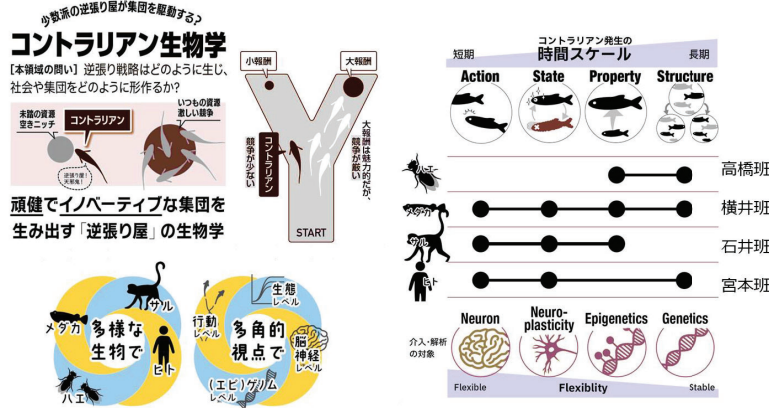 少数派の逆張り屋が集団を駆動する?
コントラリアン生物学
[本領域の問い] 逆張り戦略はどのように生じ、
社会や集団をどのように形作るか?
未踏の資源
空きニッチ
コントラリアン
いつもの資源
激しい競争
逆張り屋!
天邪鬼!
頑健でイノベーティブな集団を
生み出す「逆張り屋」の生物学
小報酬
大報酬
コントラリアン
競争が少ない
大報酬は魅力的だが、
競争が厳い
START
サル
メダカ
多様な
生物で
ヒト
ハエ
生態
レベル
行動
レベル
多角的
視点で
脳
神経
レベル
(エピ)ゲノム
レベル
コントラリアン発生の
短期
時間スケール
長期
Action
State
Property
Structure
ハエ
高橋班
メダカ
横井班
サル
石井班
ヒト
宮本班
介入・解析
の対象
Neuron
Neuro-
plasticity
Epigenetics
Genetics
Flexible
Flexiblity
Stable